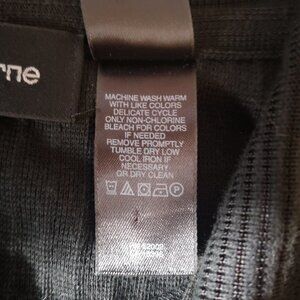 rne
MACHINE WASH WARM
WITH LIKE COLORS
DELICATE CYCLE
ONLY NON-CHLORINE
BLEACH FOR COLORS
IF NEEDED
REMOVE PROMPTLY
TUMBLE DRY LOW
COOL IRON IF
NECESSARY
OR DRY CLEAN
P